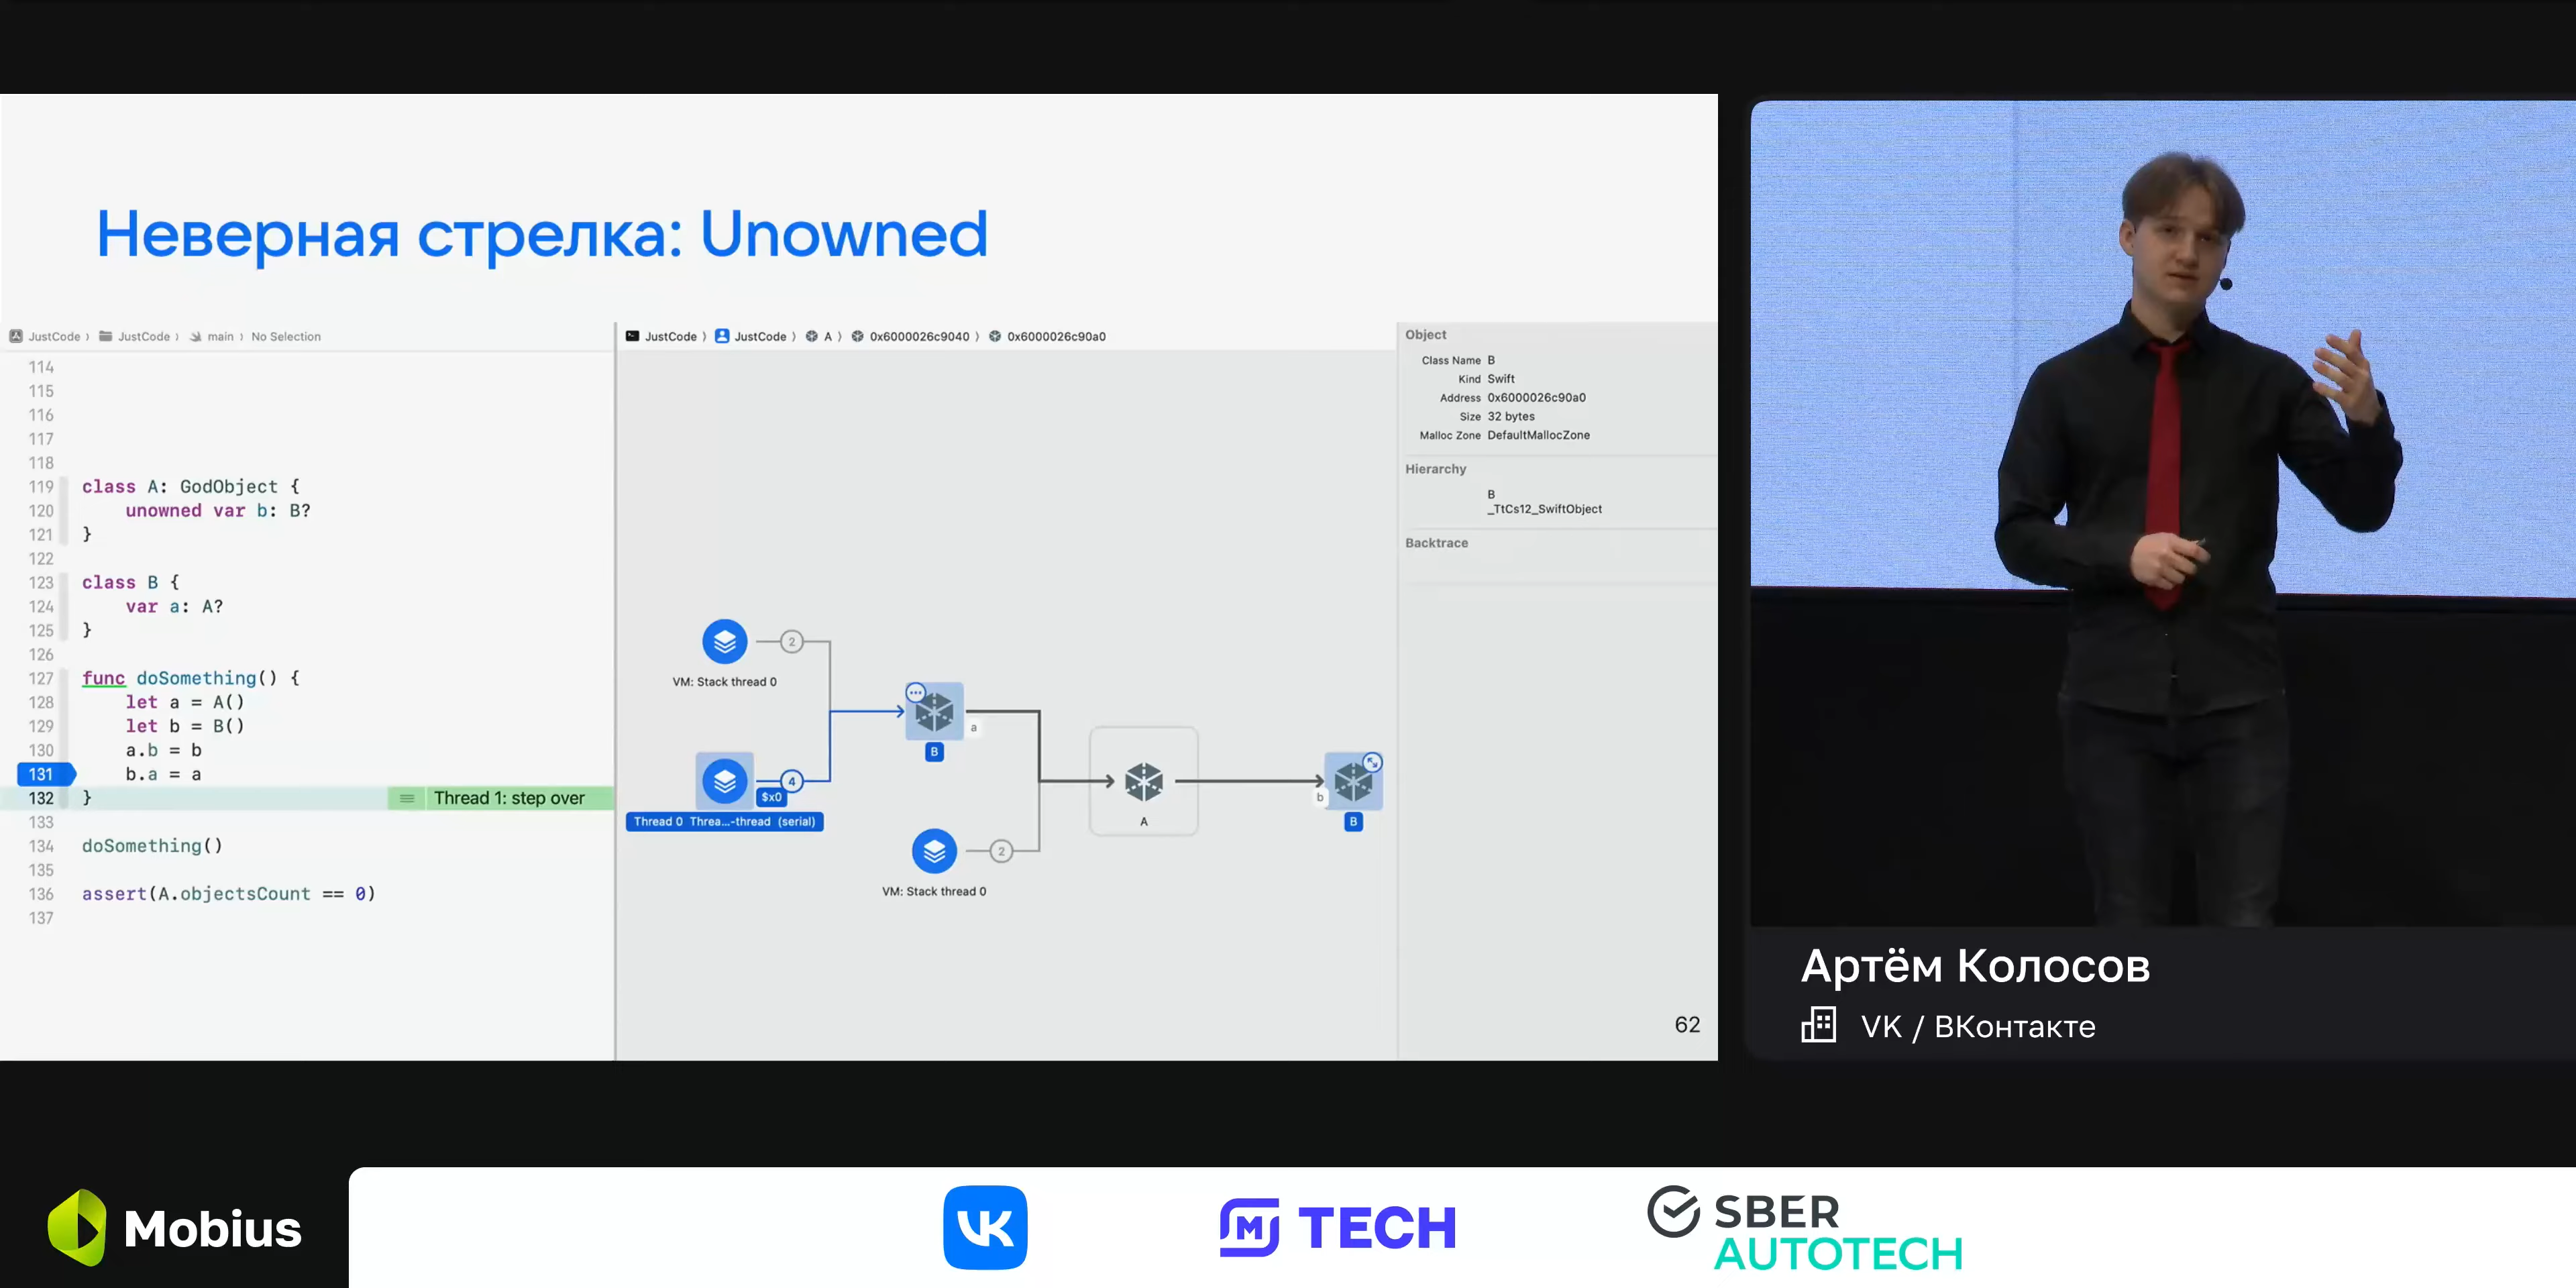 Неверная стрелка: Unowned
JustCode › JustCode › main › No Selection
114
115
116
117
118
119 class A: GodObject {
120 unowned var b: B?
121 }
122
123 class B {
124 var a: A?
125 }
126
127 func doSomething() {
128 let a = A()
129 let b = B()
130 a.b = b
131 b.a = a
132 } Thread 1: step over
133
134 doSomething()
135
136 assert(A.objectsCount == 0)
137
JustCode › JustCode › A › 0x6000026c9040 › 0x6000026c90a0
2
VM: Stack thread 0
B
a
4
$x0
Thread 0 Threa...-thread (serial)
2
VM: Stack thread 0
A
b
B
Object
Class Name B
Kind Swift
Address 0x6000026c90a0
Size 32 bytes
Malloc Zone DefaultMallocZone
Hierarchy
B
_TtCs12_SwiftObject
Backtrace
62
Артём Колосов
VK / ВКонтакте
Mobius
VK
M TECH
SBER
AUTOTECH